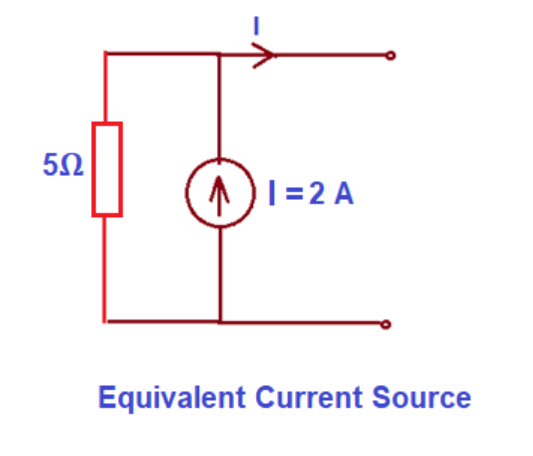 I
5Ω
I = 2 A
Equivalent Current Source